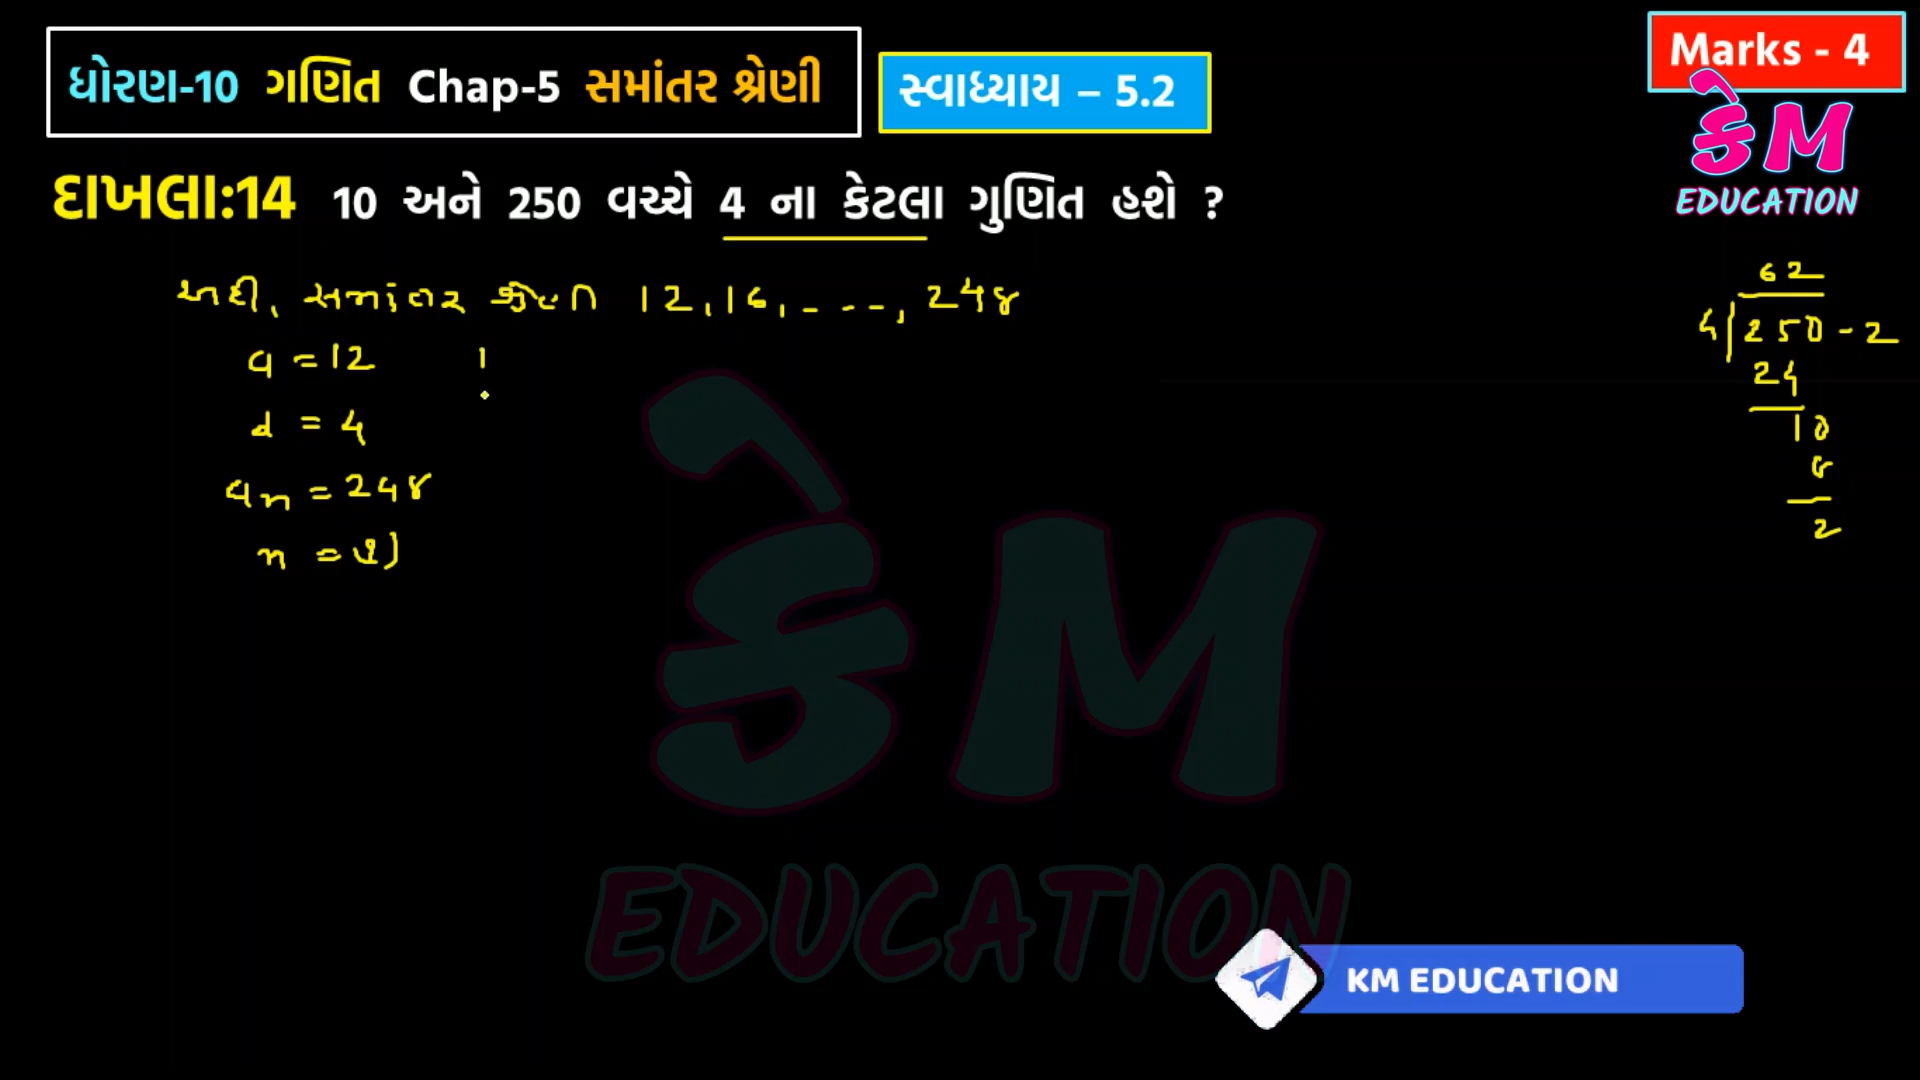 ધોરણ-10 ગણિત Chap-5 સમાંતર શ્રેણી
સ્વાધ્યાય – 5.2
Marks - 4
કેM
EDUCATION
દાખલા:14 10 અને 250 વચ્ચે 4 ના કેટલા ગુણિત હશે ?
અહી, સમાંતર 12, 16, - - - -, 248
a = 12
d = 4
an = 248
n = શું
62
4 250 - 2
24
10
8
2
કેM
EDUCATION
KM EDUCATION